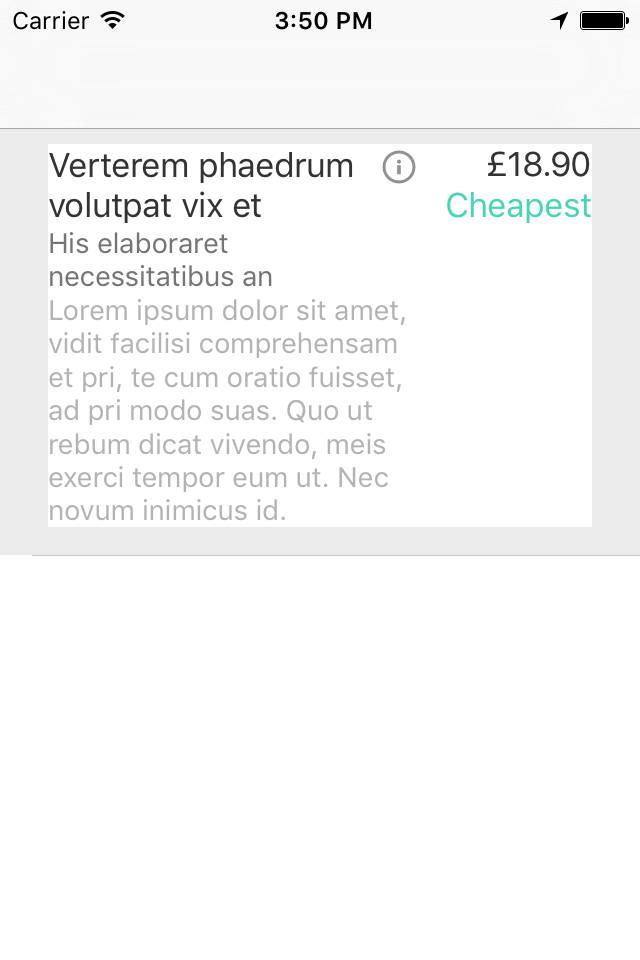 Carrier 3:50 PM
Verterem phaedrum £18.90
volutpat vix et Cheapest
His elaboraret
necessitatibus an
Lorem ipsum dolor sit amet,
vidit facilisi comprehensam
et pri, te cum oratio fuisset,
ad pri modo suas. Quo ut
rebum dicat vivendo, meis
exerci tempor eum ut. Nec
novum inimicus id.